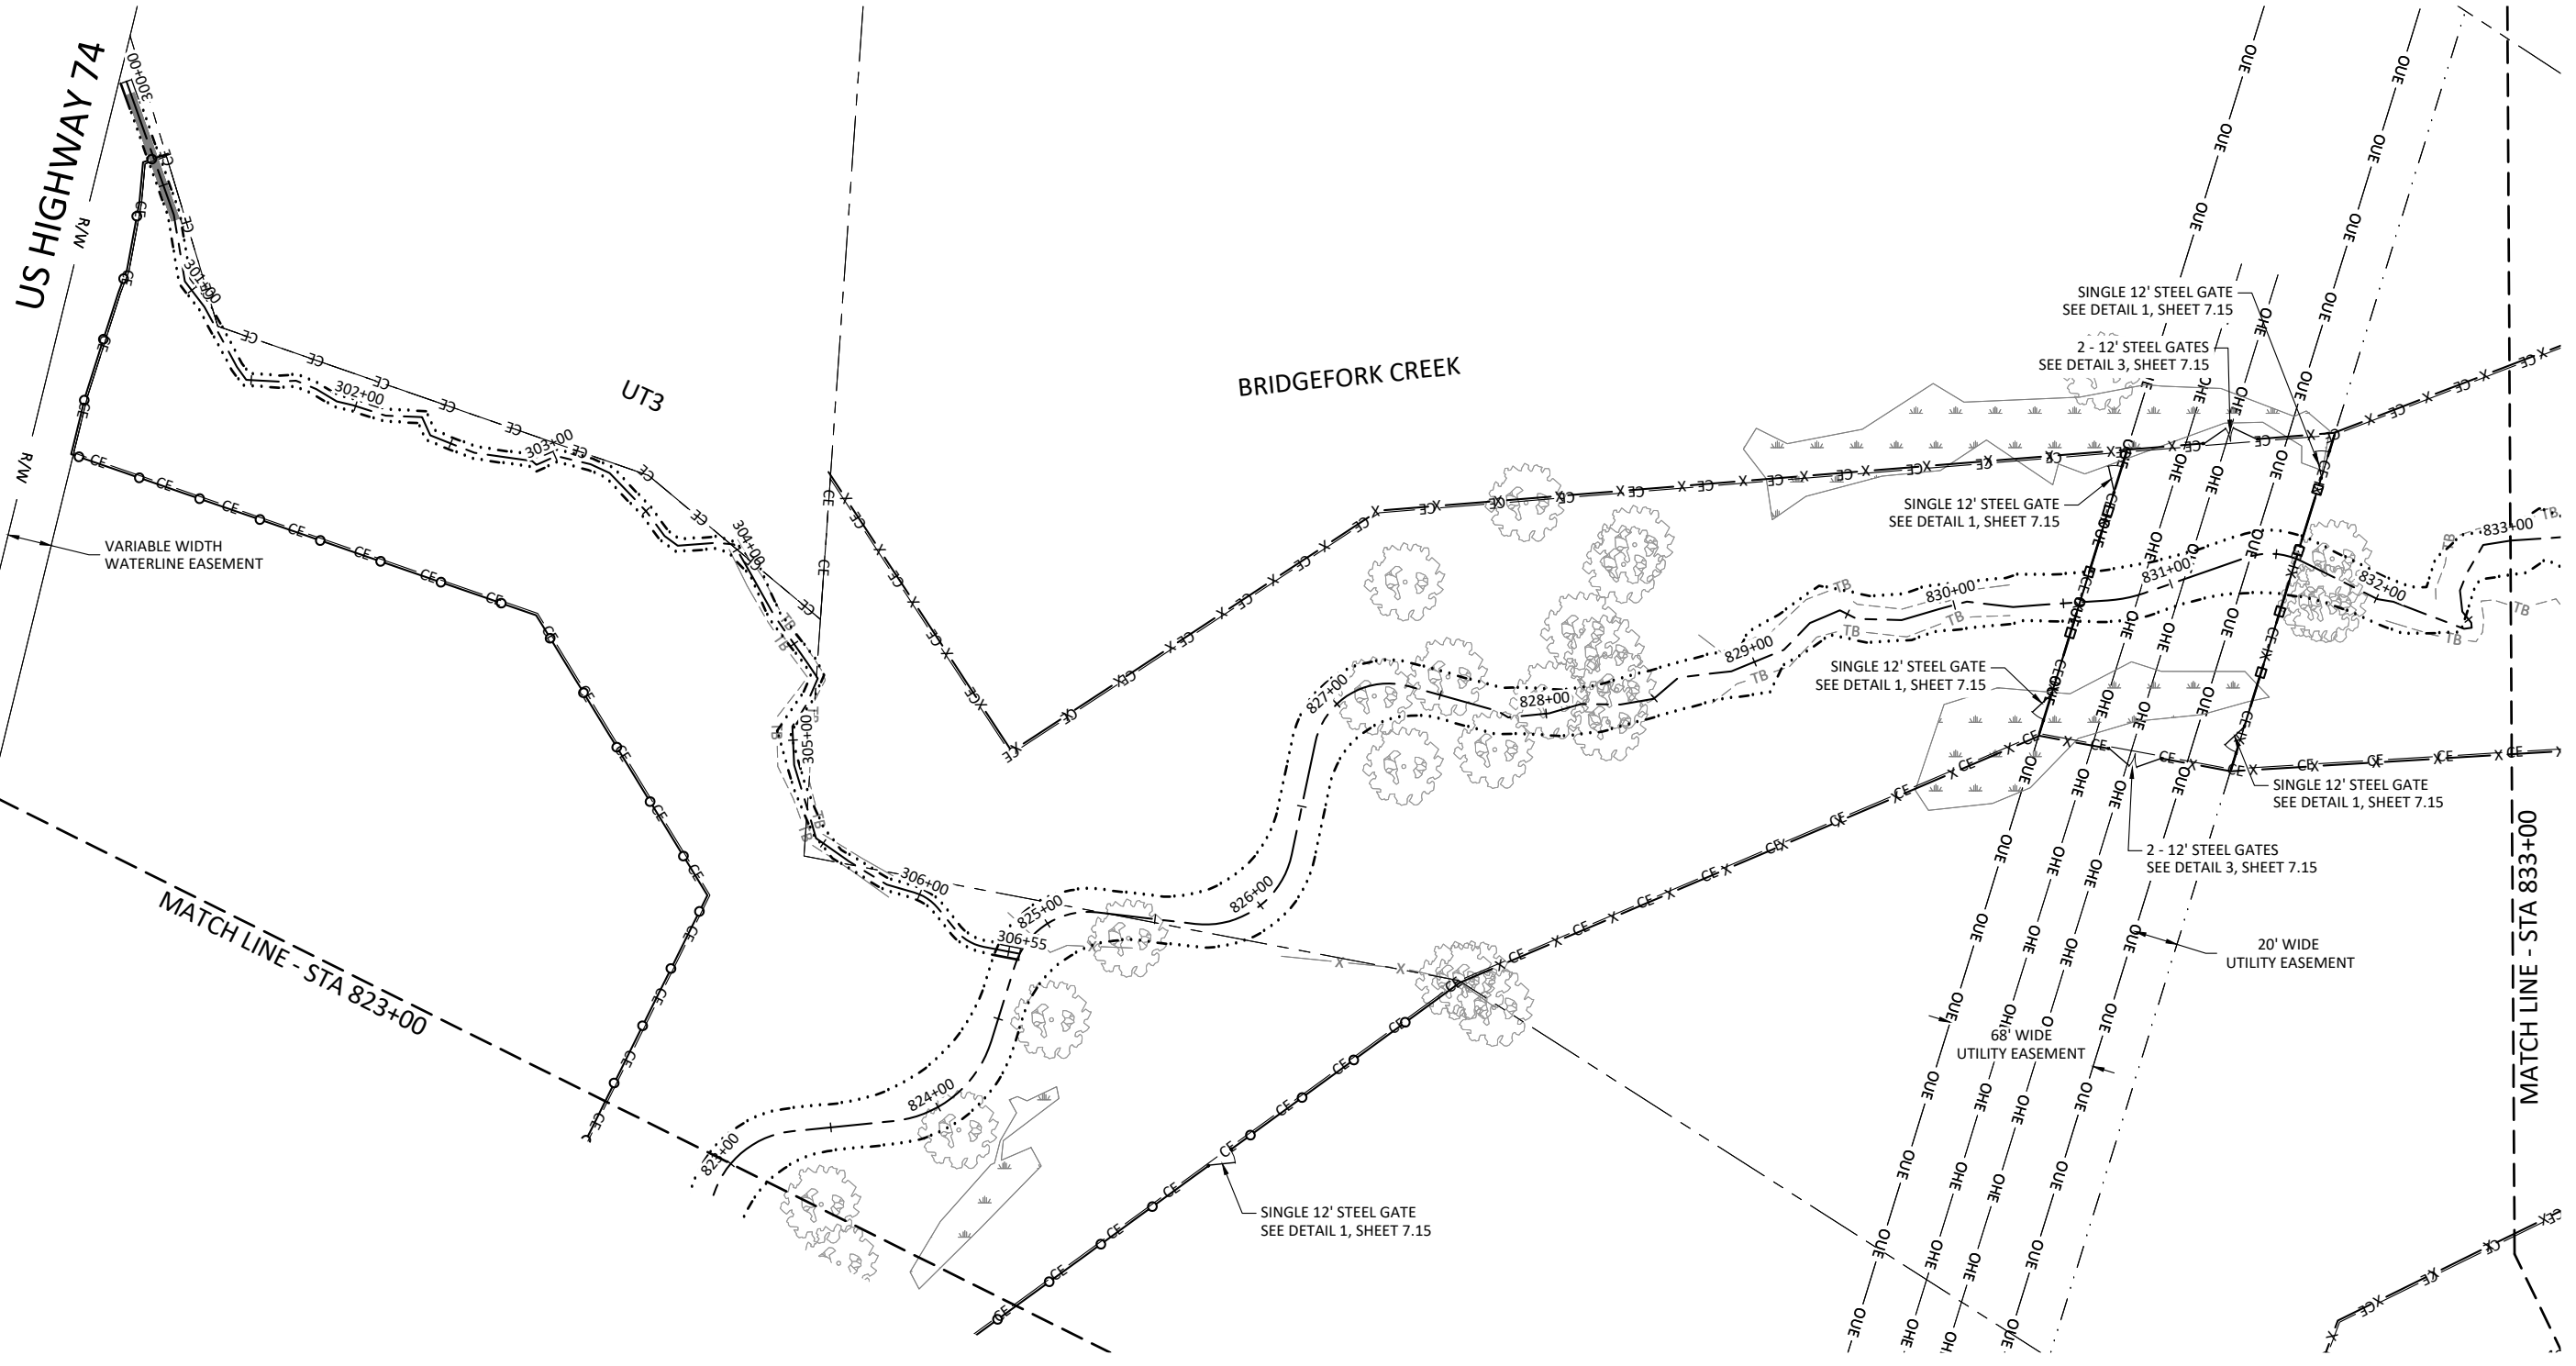 US HIGHWAY 74
R/W
R/W
300+00
301+00
302+00
303+00
304+00
305+00
306+00
306+55
UT3
BRIDGEFORK CREEK
VARIABLE WIDTH
WATERLINE EASEMENT
MATCH LINE - STA 823+00
823+00
824+00
825+00
826+00
827+00
828+00
829+00
830+00
831+00
832+00
833+00
SINGLE 12' STEEL GATE
SEE DETAIL 1, SHEET 7.15
2 - 12' STEEL GATES
SEE DETAIL 3, SHEET 7.15
SINGLE 12' STEEL GATE
SEE DETAIL 1, SHEET 7.15
SINGLE 12' STEEL GATE
SEE DETAIL 1, SHEET 7.15
SINGLE 12' STEEL GATE
SEE DETAIL 1, SHEET 7.15
2 - 12' STEEL GATES
SEE DETAIL 3, SHEET 7.15
20' WIDE
UTILITY EASEMENT
68' WIDE
UTILITY EASEMENT
SINGLE 12' STEEL GATE
SEE DETAIL 1, SHEET 7.15
MATCH LINE - STA 833+00
CE
TB
OUE
OHE
X